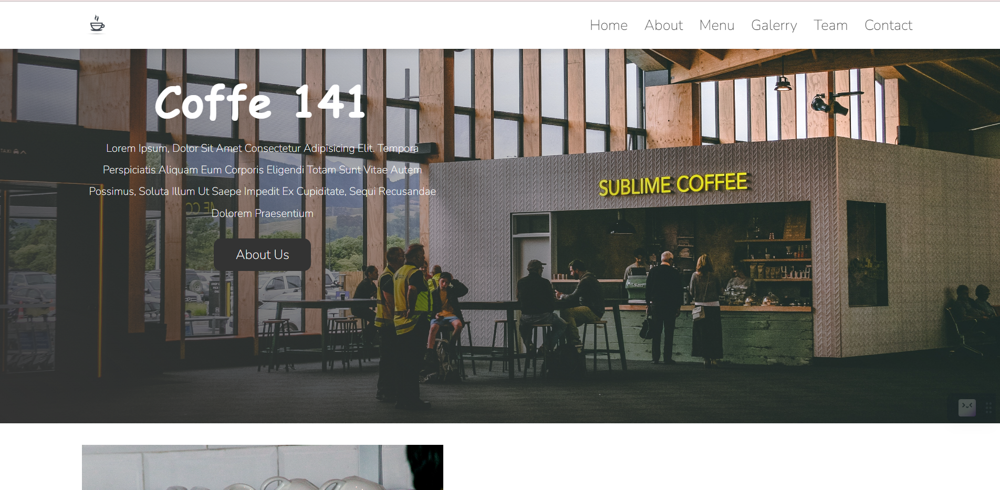 Home About Menu Galerry Team Contact
Coffe 141
Lorem Ipsum, Dolor Sit Amet Consectetur Adipisicing Elit. Tempora
Perspiciatis Aliquam Eum Corporis Eligendi Totam Sunt Vitae Autem
Possimus, Soluta Illum Ut Saepe Impedit Ex Cupiditate, Sequi Recusandae
Dolorem Praesentium
About Us
SUBLIME COFFEE